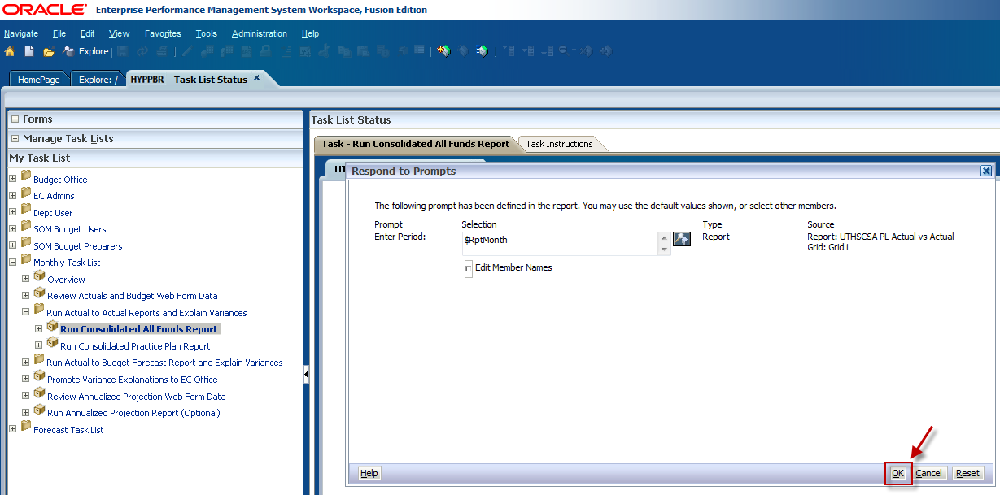 ORACLE® Enterprise Performance Management System Workspace, Fusion Edition
Navigate File Edit View Favorites Tools Administration Help
Explore
HomePage Explore: / HYPPBR - Task List Status
Forms
Manage Task Lists
My Task List
Budget Office
EC Admins
Dept User
SOM Budget Users
SOM Budget Preparers
Monthly Task List
Overview
Review Actuals and Budget Web Form Data
Run Actual to Actual Reports and Explain Variances
Run Consolidated All Funds Report
Run Consolidated Practice Plan Report
Run Actual to Budget Forecast Report and Explain Variances
Promote Variance Explanations to EC Office
Review Annualized Projection Web Form Data
Run Annualized Projection Report (Optional)
Forecast Task List
Task List Status
Task - Run Consolidated All Funds Report Task Instructions
UT
Respond to Prompts
The following prompt has been defined in the report. You may use the default values shown, or select other members.
Prompt Selection Type Source
Enter Period: $RptMonth Report Report: UTHSCSA PL Actual vs Actual
Grid: Grid1
Edit Member Names
Help OK Cancel Reset